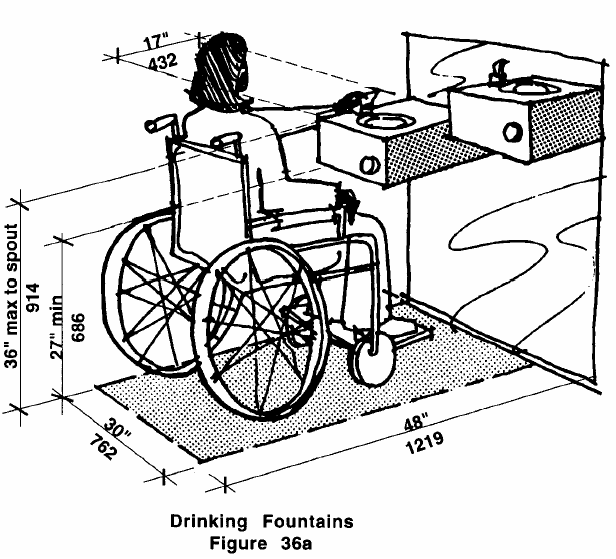 17"
432
36" max to spout
914
27" min
686
30"
762
48"
1219
Drinking Fountains
Figure 36a